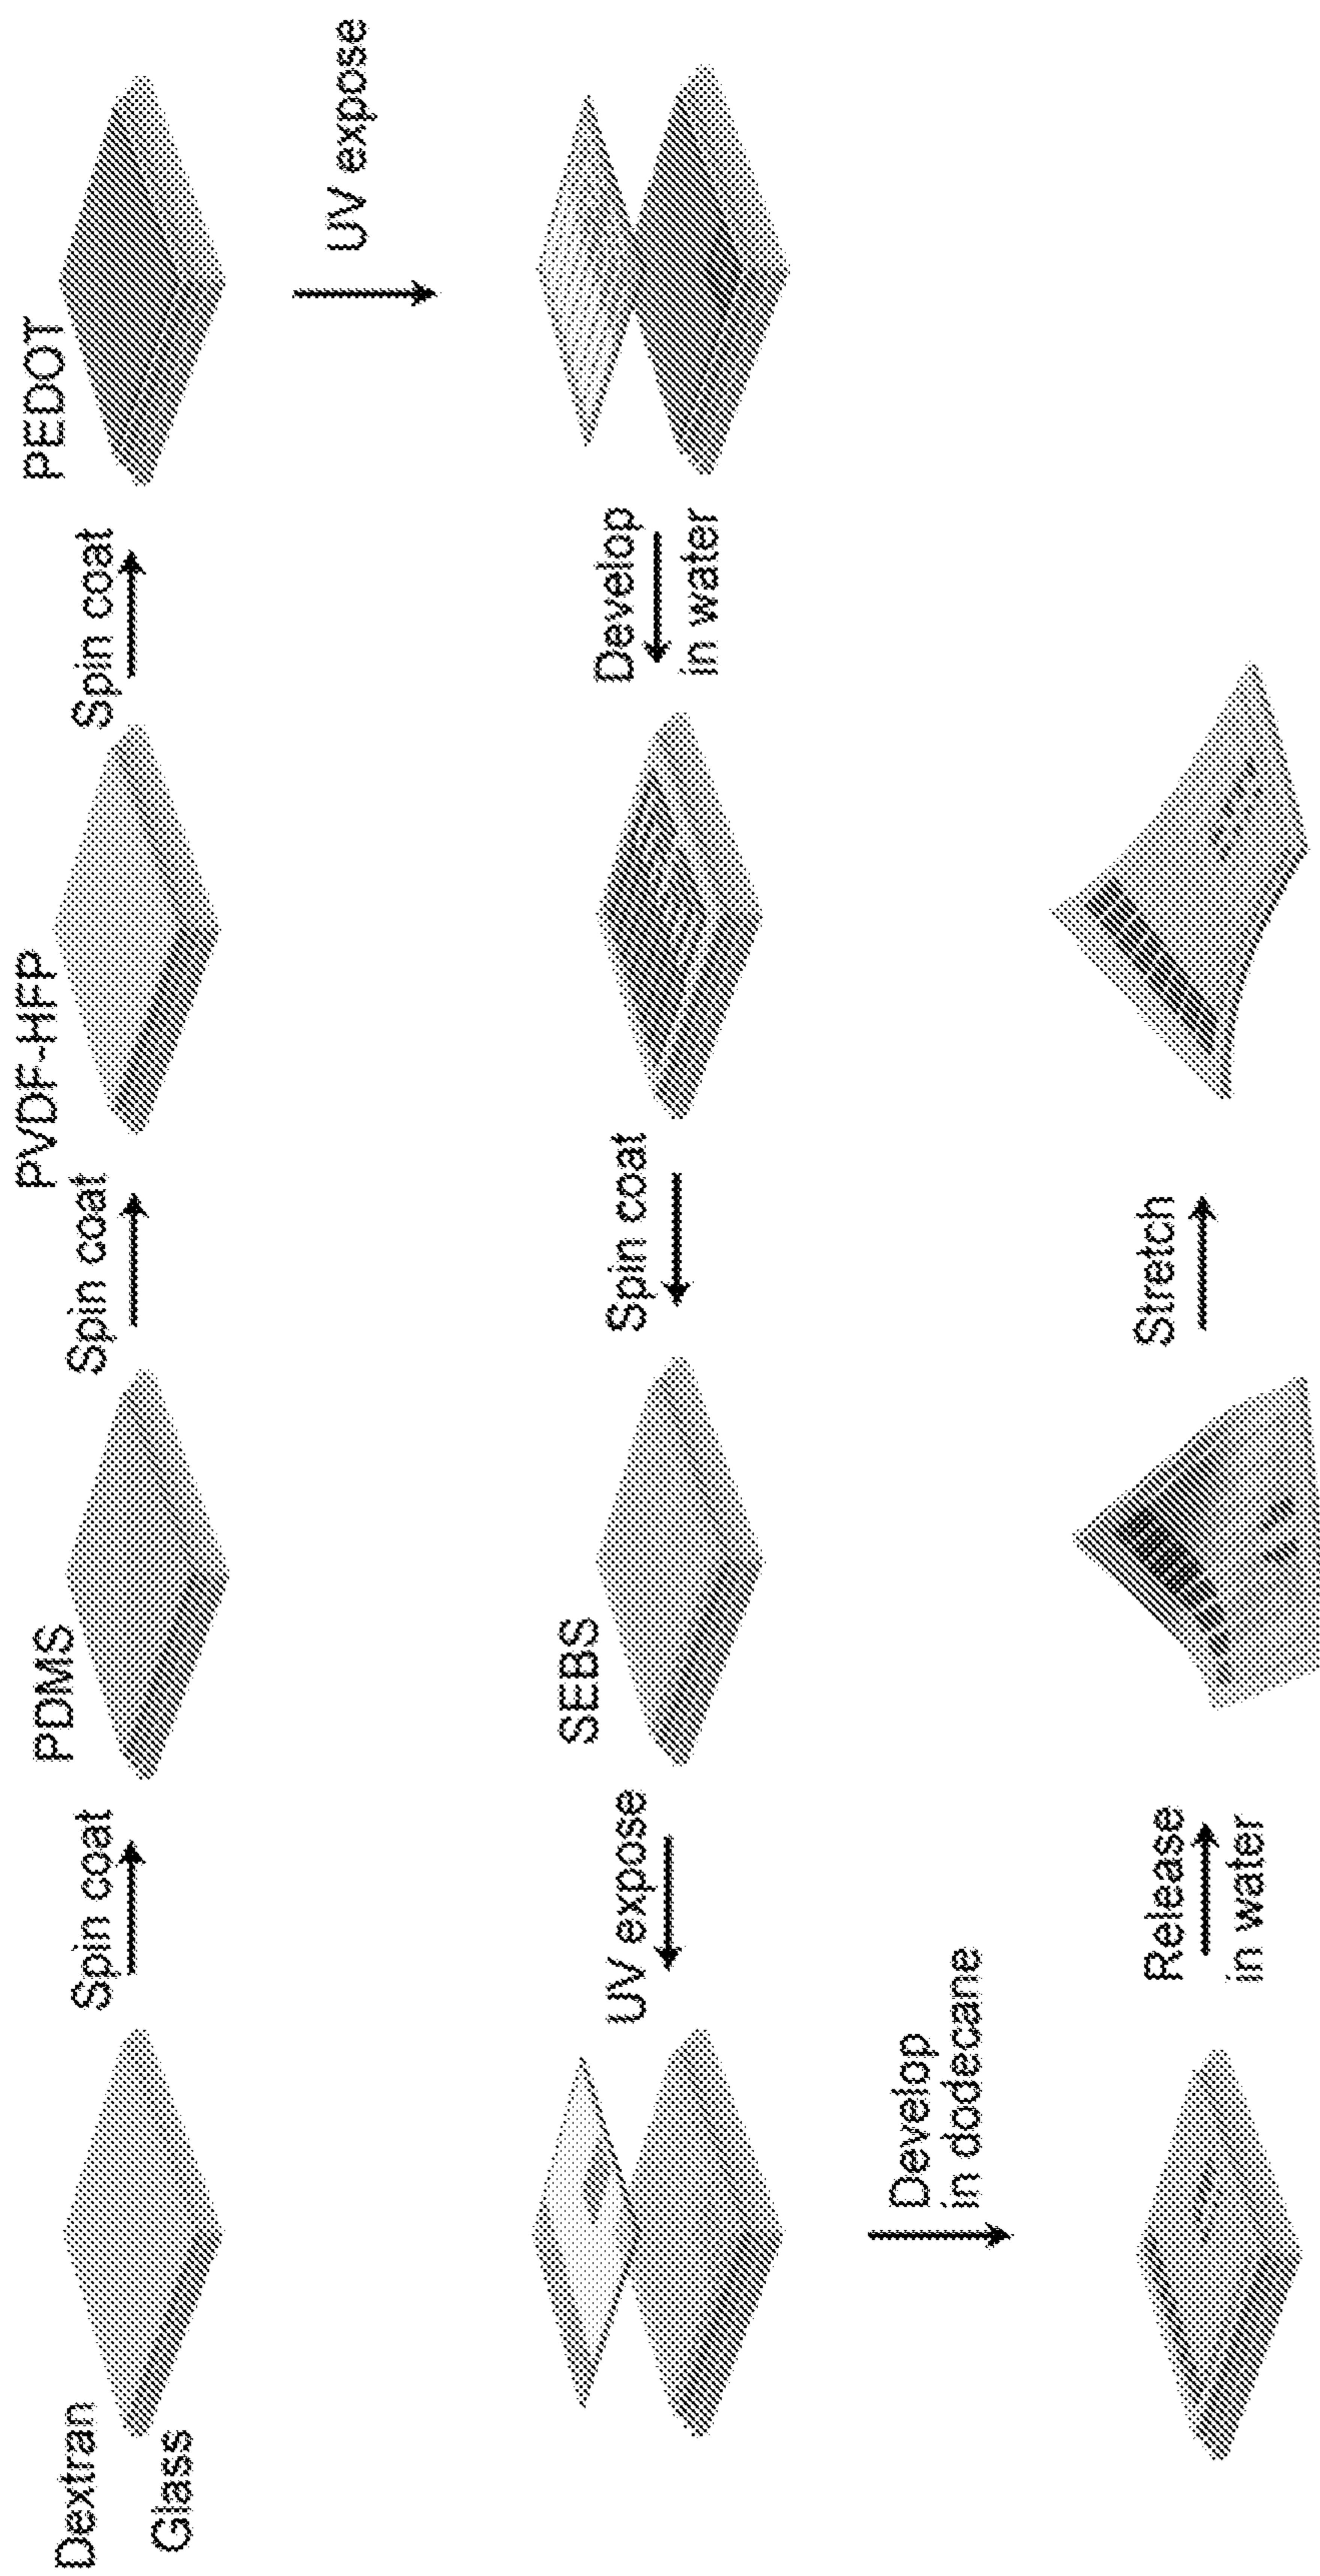 Dextran
Glass
Spin coat
PDMS
Spin coat
PVDF-HFP
Spin coat
PEDOT
UV expose
Develop
in water
Spin coat
SEBS
UV expose
Develop
in dodecane
Release
in water
Stretch